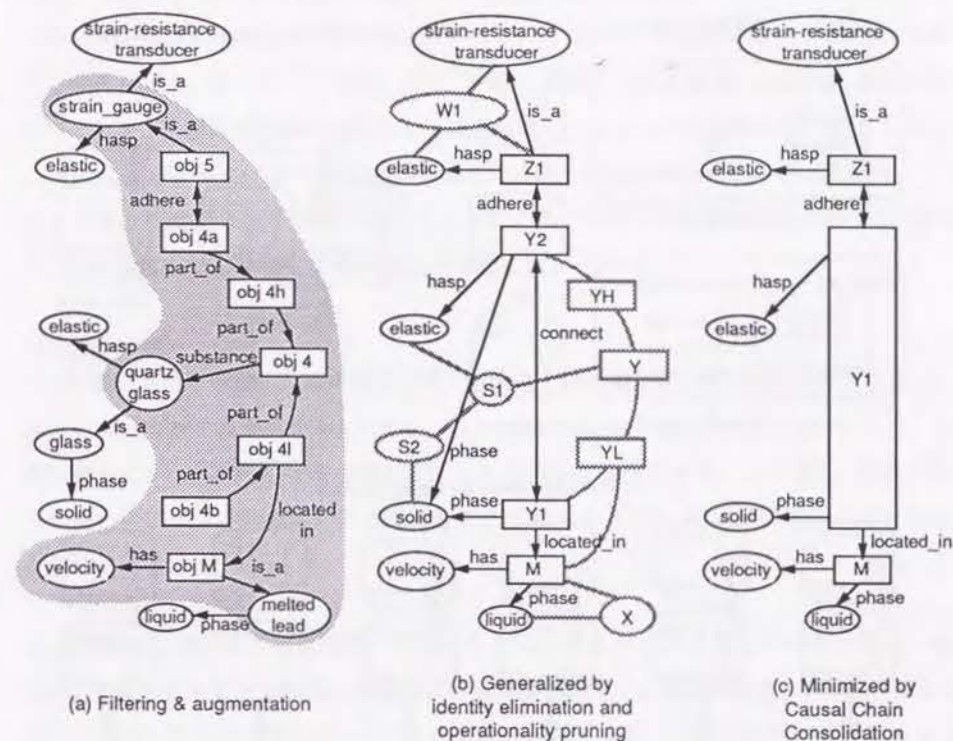 strain-resistance
transducer
is_a
strain_gauge
hasp
is_a
elastic
obj 5
adhere
obj 4a
part_of
obj 4h
elastic
part_of
hasp
substance
obj 4
quartz
glass
is_a
part_of
glass
obj 4l
phase
part_of
solid
obj 4b
located
in
velocity
has
obj M
is_a
liquid
phase
melted
lead
(a) Filtering & augmentation
strain-resistance
transducer
W1
is_a
elastic
hasp
Z1
adhere
Y2
hasp
YH
elastic
connect
S1
Y
S2
phase
YL
solid
phase
Y1
located_in
velocity
has
M
phase
liquid
X
(b) Generalized by
identity elimination and
operationality pruning
strain-resistance
transducer
is_a
elastic
hasp
Z1
adhere
hasp
elastic
Y1
solid
phase
located_in
velocity
has
M
phase
liquid
(c) Minimized by
Causal Chain
Consolidation